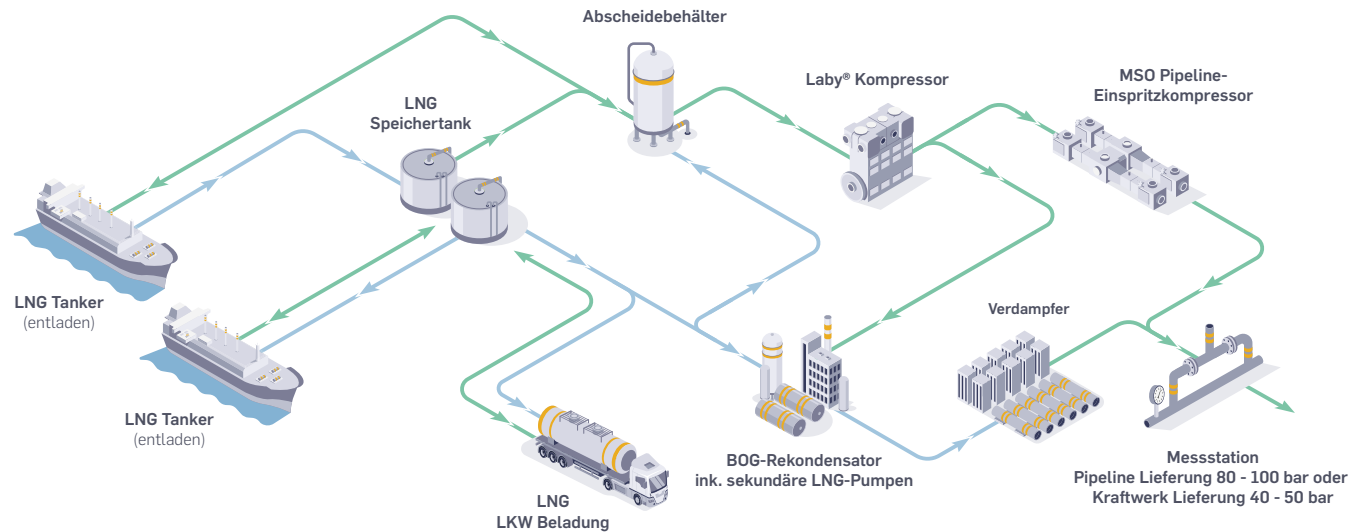 Abscheidebehälter
Laby® Kompressor
MSO Pipeline-
Einspritzkompressor
LNG
Speichertank
LNG Tanker
(entladen)
Verdampfer
LNG Tanker
(entladen)
BOG-Rekondensator
ink. sekundäre LNG-Pumpen
Messstation
Pipeline Lieferung 80 - 100 bar oder
Kraftwerk Lieferung 40 - 50 bar
LNG
LKW Beladung